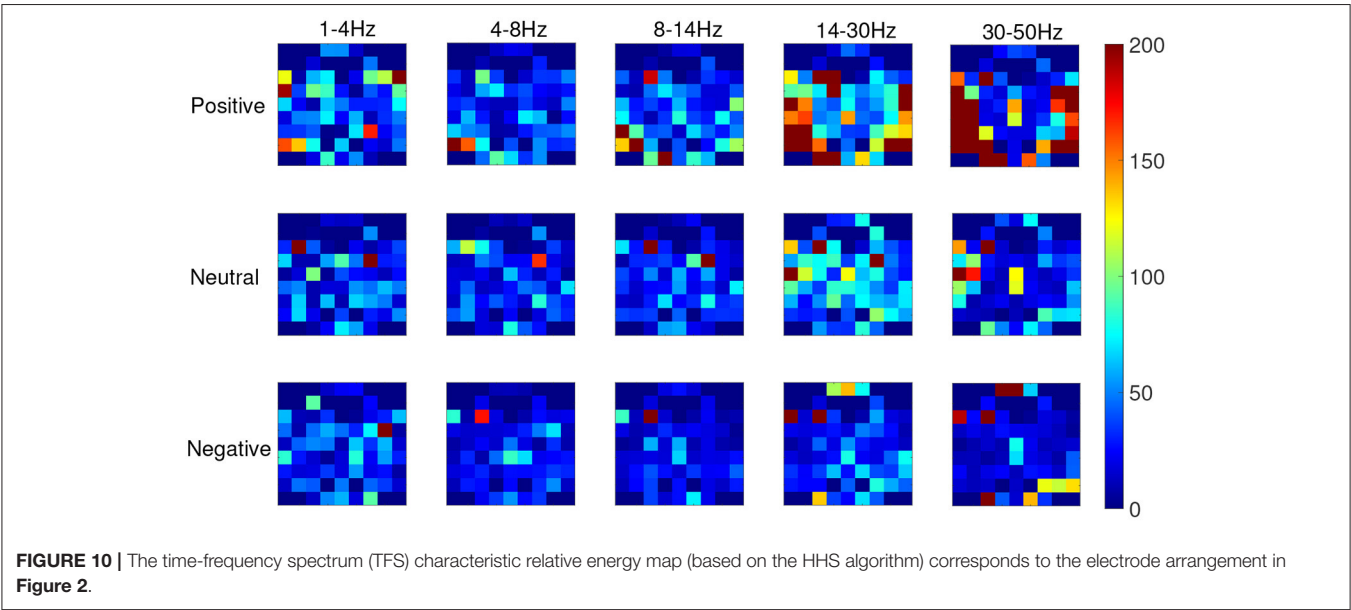 1-4Hz 4-8Hz 8-14Hz 14-30Hz 30-50Hz
200
Positive
150
Neutral
100
50
Negative
0
FIGURE 10 | The time-frequency spectrum (TFS) characteristic relative energy map (based on the HHS algorithm) corresponds to the electrode arrangement in
Figure 2.